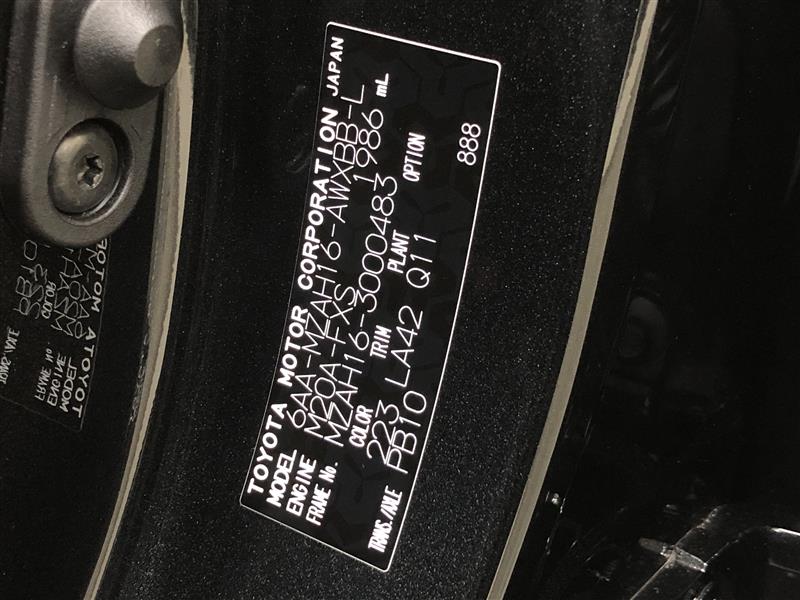 TOYOTA MOTOR CORPORATION JAPAN
MODEL 6AA-MZAH16-AWXBB-L
ENGINE M20A-FXS 1986 mL
FRAME No. MZAH16-3000483
COLOR TRIM PLANT OPTION
223 LA42 Q11 888
TRANS./AXLE PB10